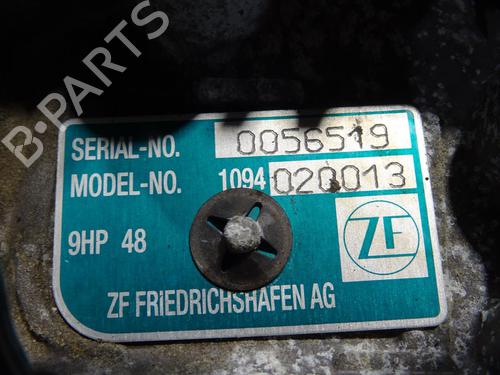 B-PARTS
SERIAL-NO. 0056519
MODEL-NO. 1094 020013
9HP 48
ZF
ZF FRIEDRICHSHAFEN AG